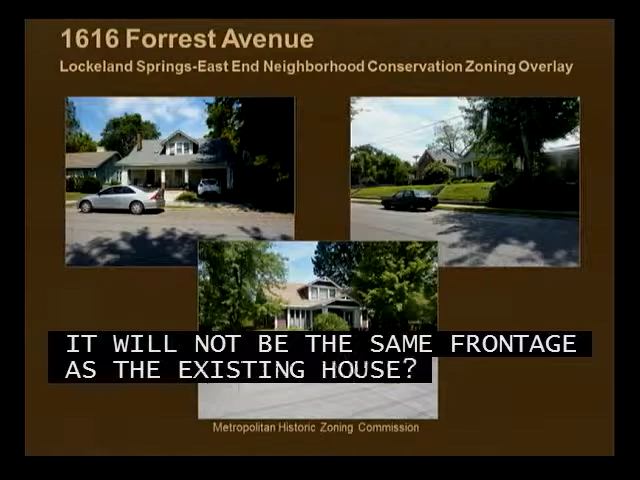 1616 Forrest Avenue
Lockeland Springs-East End Neighborhood Conservation Zoning Overlay
IT WILL NOT BE THE SAME FRONTAGE
AS THE EXISTING HOUSE?
Metropolitan Historic Zoning Commission